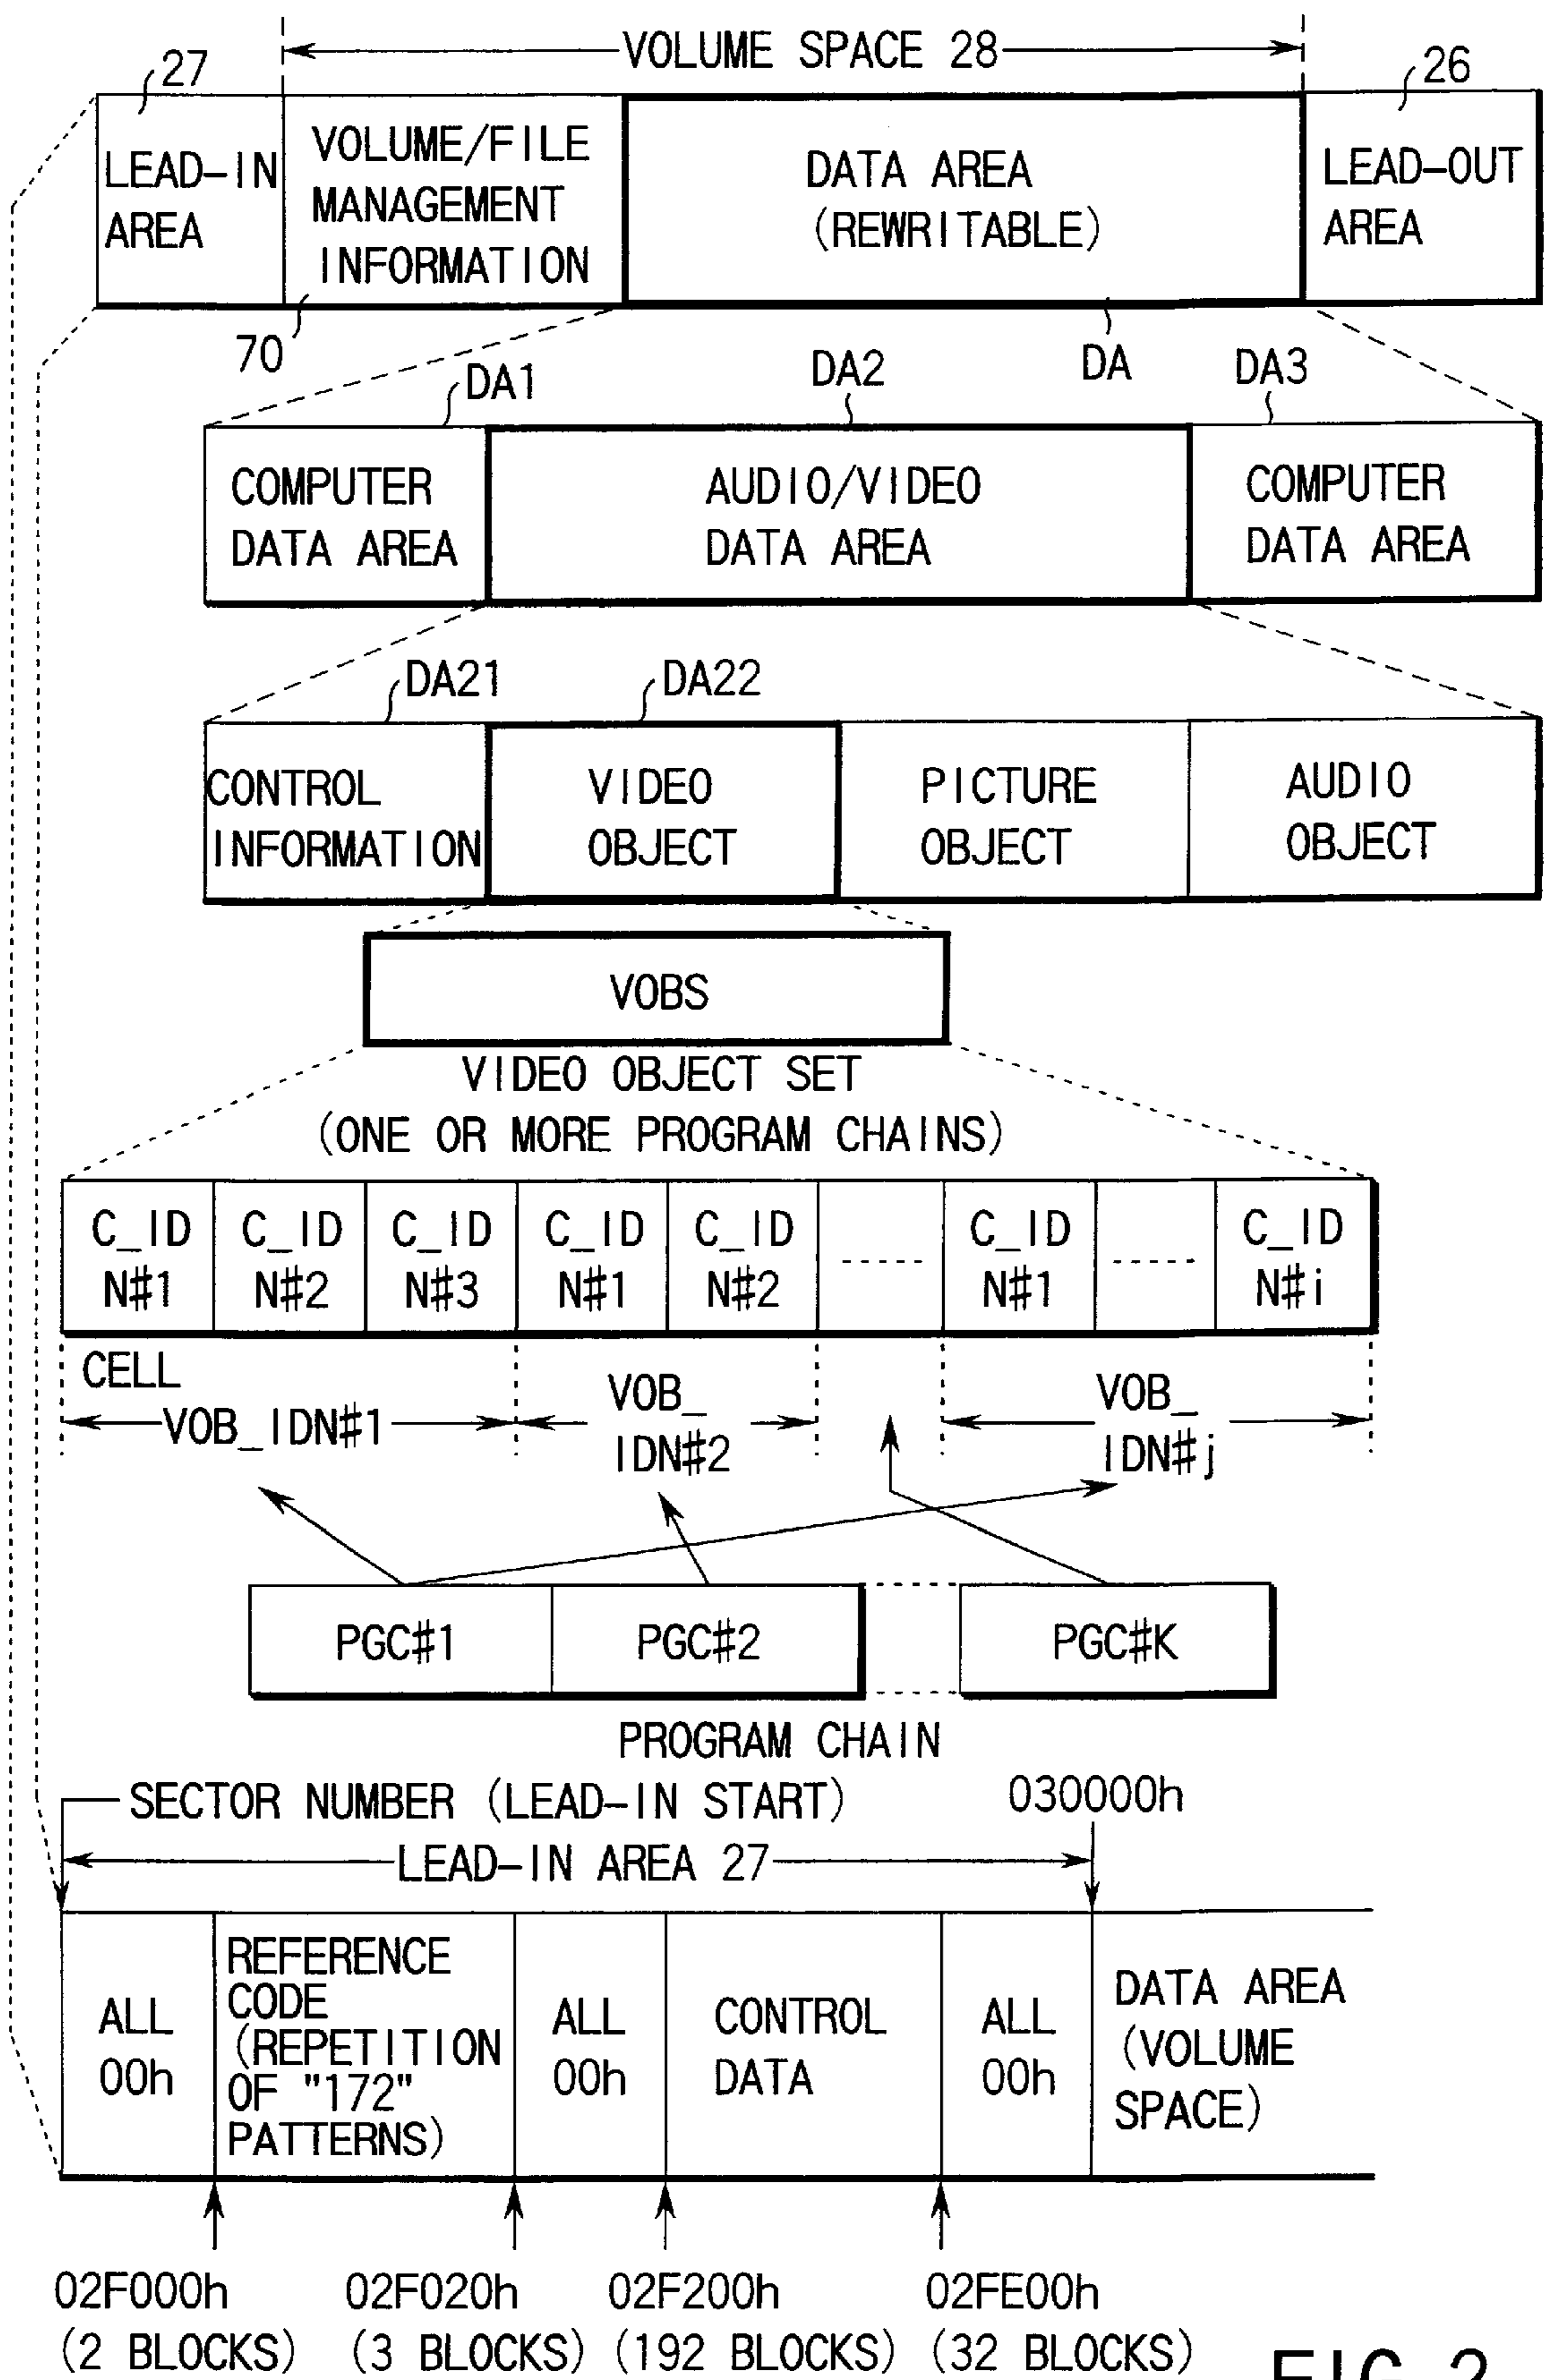 VOLUME SPACE 28
27
26
LEAD-IN
AREA
VOLUME/FILE
MANAGEMENT
INFORMATION
DATA AREA
(REWRITABLE)
LEAD-OUT
AREA
70
DA
DA1
DA2
DA3
COMPUTER
DATA AREA
AUDIO/VIDEO
DATA AREA
COMPUTER
DATA AREA
DA21
DA22
CONTROL
INFORMATION
VIDEO
OBJECT
PICTURE
OBJECT
AUDIO
OBJECT
VOBS
VIDEO OBJECT SET
(ONE OR MORE PROGRAM CHAINS)
C_ID
N#1
C_ID
N#2
C_ID
N#3
C_ID
N#1
C_ID
N#2
C_ID
N#1
C_ID
N#i
CELL
VOB_IDN#1
VOB_
IDN#2
VOB_
IDN#j
PGC#1
PGC#2
PGC#K
PROGRAM CHAIN
SECTOR NUMBER (LEAD-IN START)
030000h
LEAD-IN AREA 27
ALL
00h
REFERENCE
CODE
(REPETITION
OF "172"
PATTERNS)
ALL
00h
CONTROL
DATA
ALL
00h
DATA AREA
(VOLUME
SPACE)
02F000h
(2 BLOCKS)
02F020h
(3 BLOCKS)
02F200h
(192 BLOCKS)
02FE00h
(32 BLOCKS)
FIG. 2